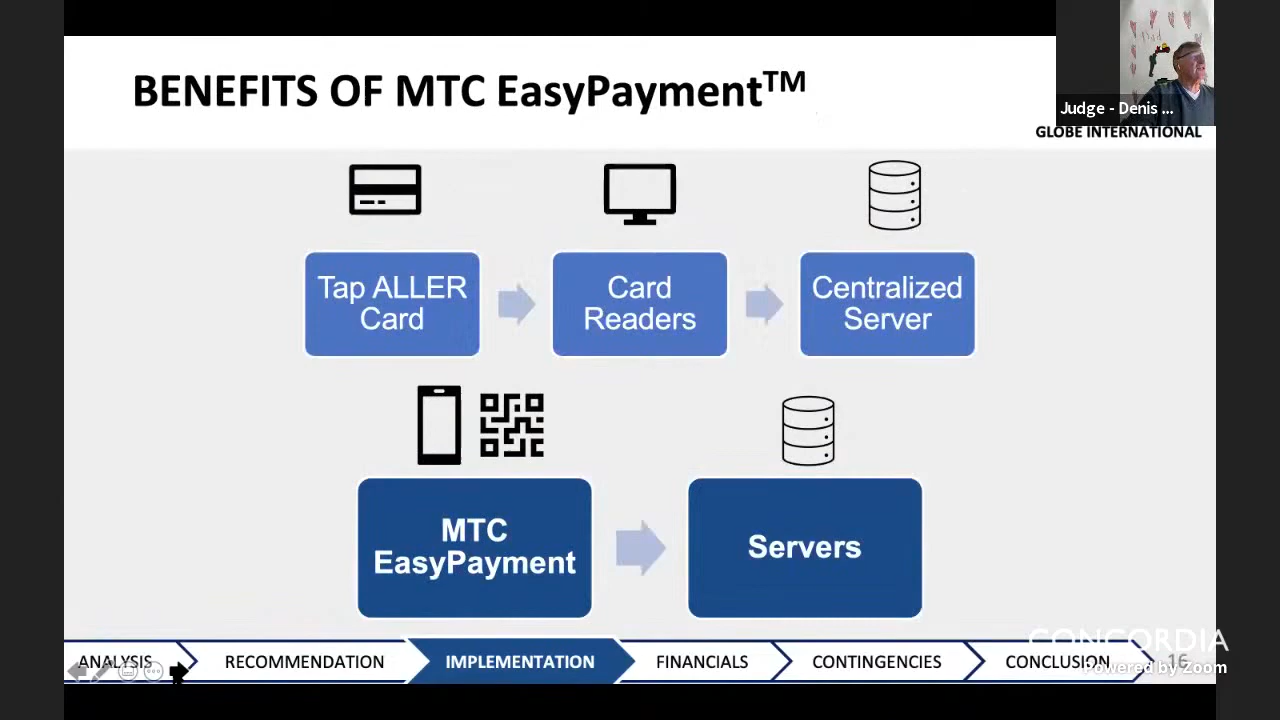 BENEFITS OF MTC EasyPayment™
Judge - Denis ...
GLOBE INTERNATIONAL
Tap ALLER
Card
Card
Readers
Centralized
Server
MTC
EasyPayment
Servers
ANALYSIS RECOMMENDATION IMPLEMENTATION FINANCIALS CONTINGENCIES CONCLUSION 16
CONCORDIA
Powered by Zoom